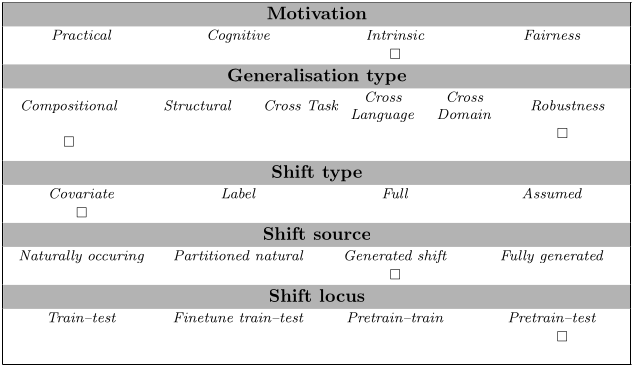 Motivation
Practical Cognitive Intrinsic Fairness
□
Generalisation type
Compositional Structural Cross Task Cross Language Cross Domain Robustness
□ □
Shift type
Covariate Label Full Assumed
□
Shift source
Naturally occuring Partitioned natural Generated shift Fully generated
□
Shift locus
Train–test Finetune train–test Pretrain–train Pretrain–test
□